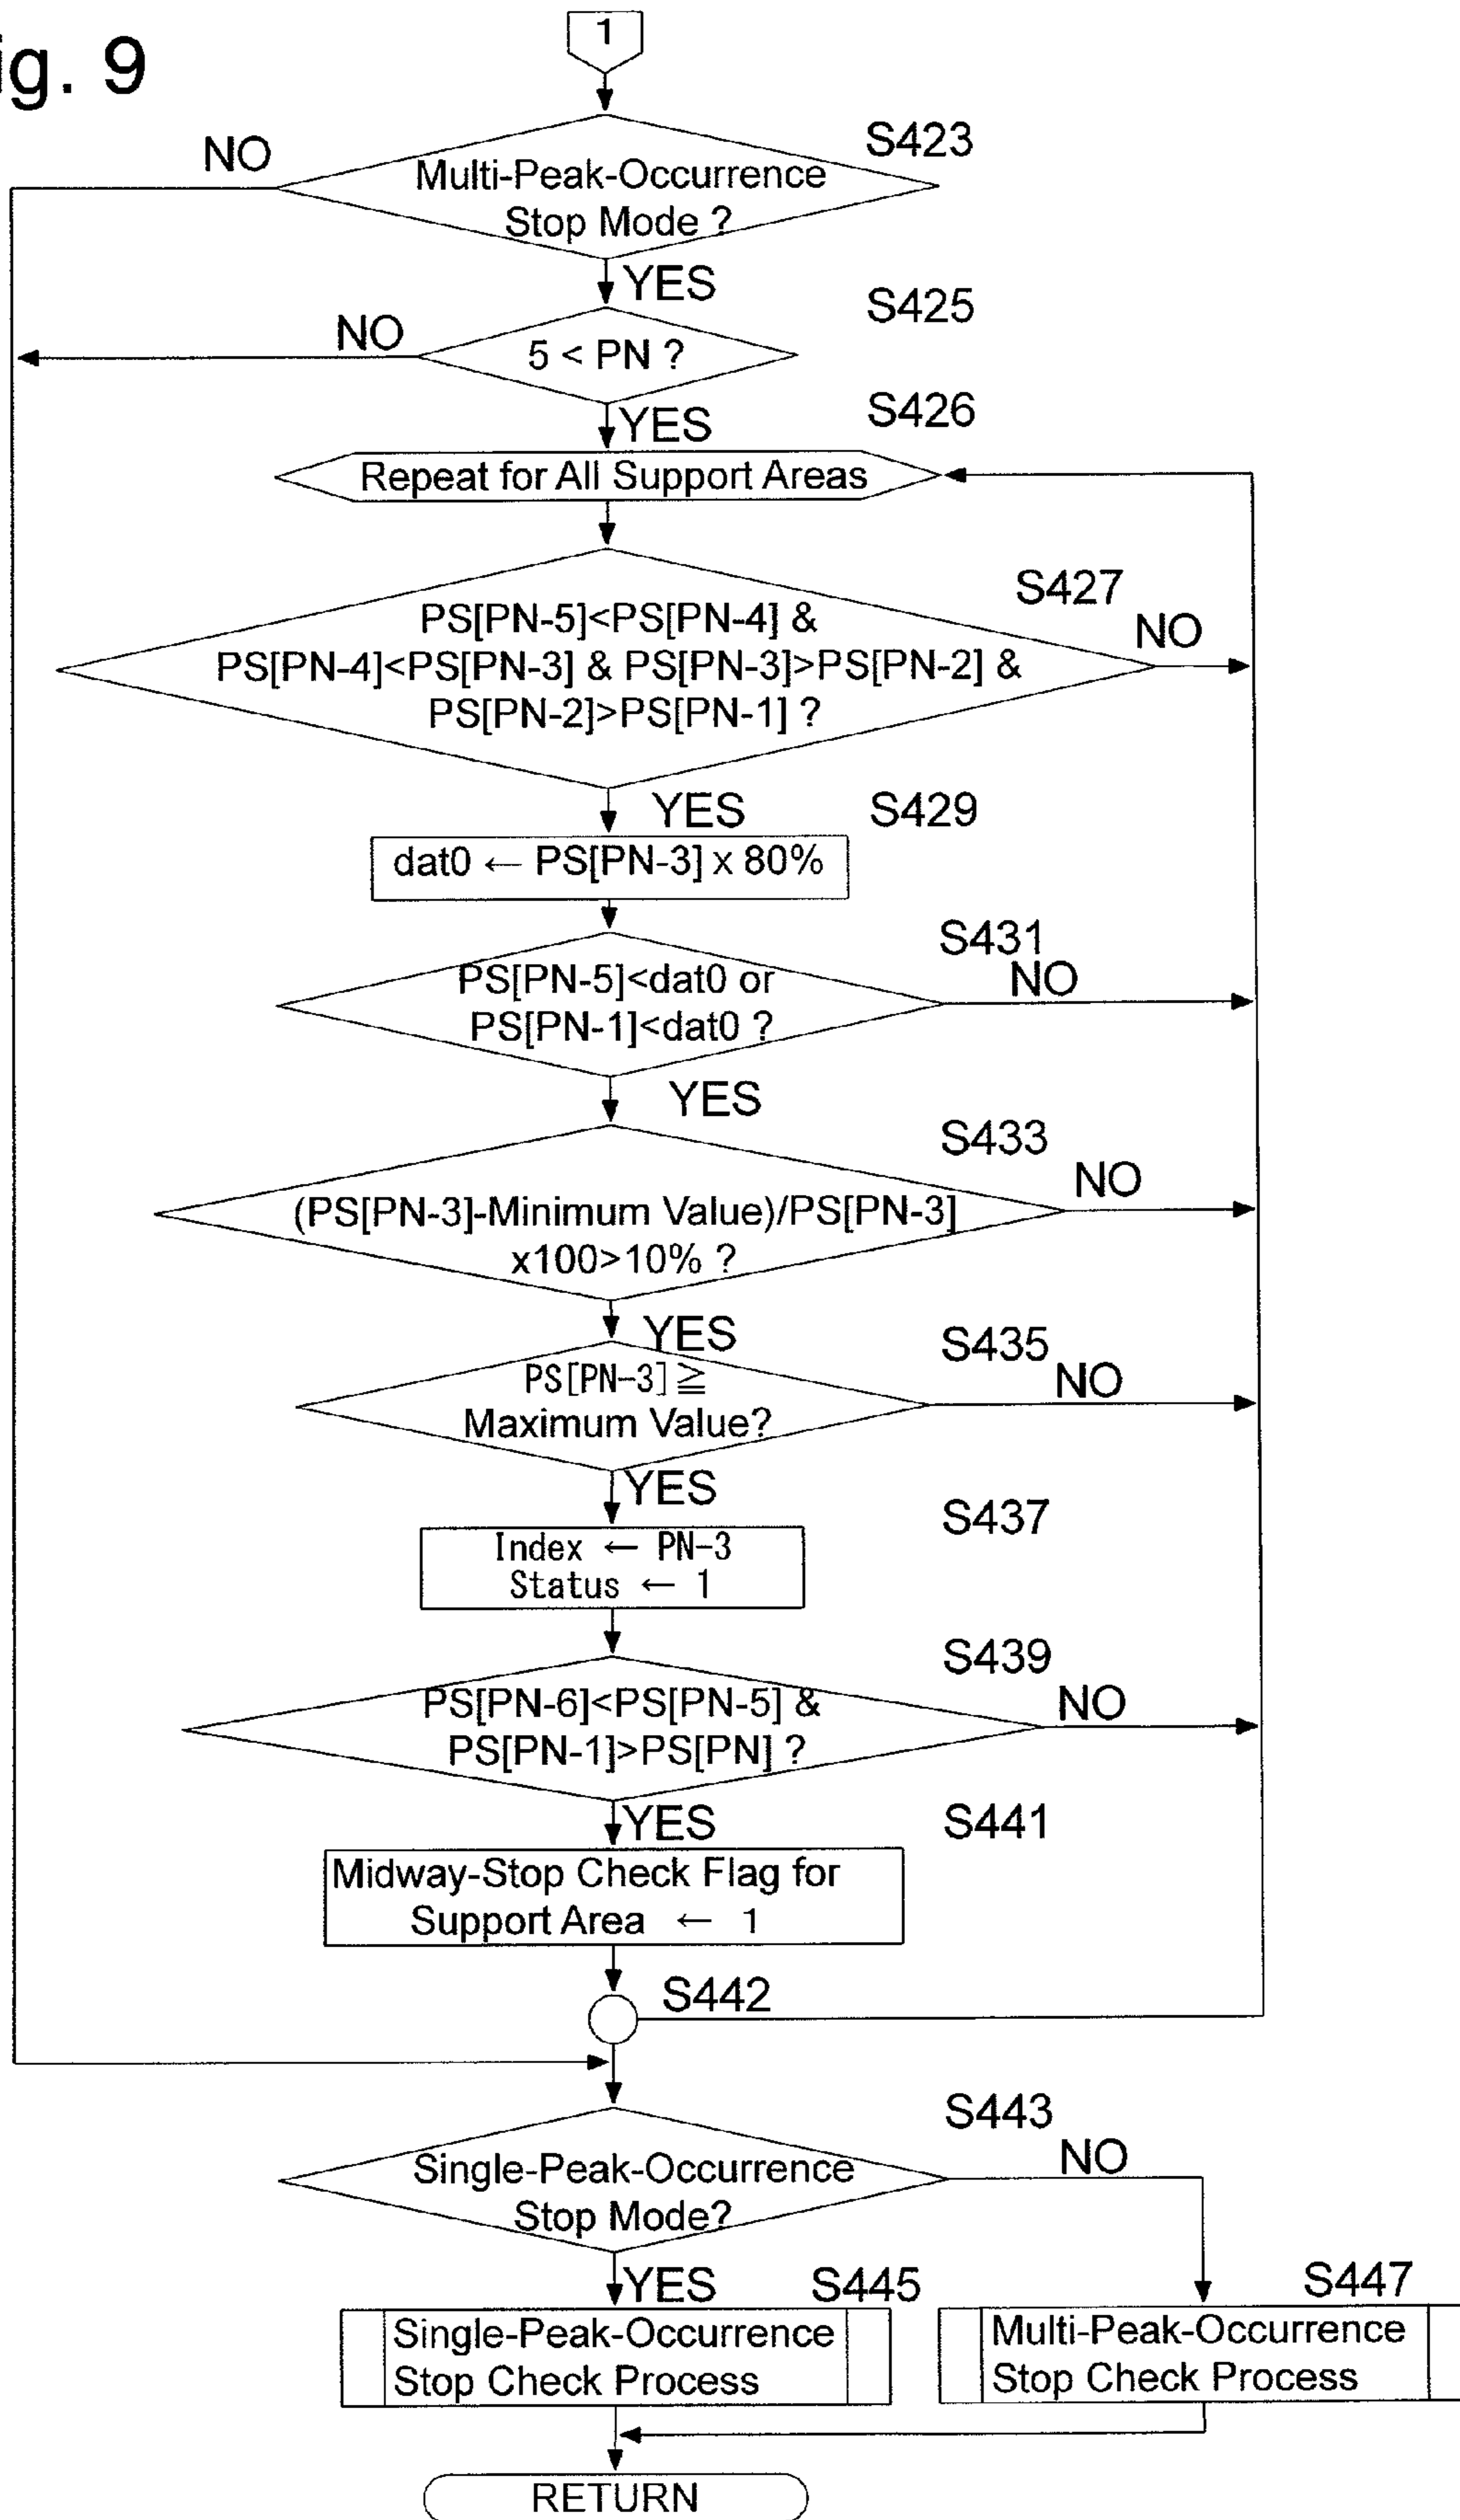 ig. 9
1
S423
NO
Multi-Peak-Occurrence
Stop Mode ?
YES
S425
NO
5 < PN ?
S426
YES
Repeat for All Support Areas
S427
PS[PN-5]<PS[PN-4] &
NO
PS[PN-4]<PS[PN-3] & PS[PN-3]>PS[PN-2] &
PS[PN-2]>PS[PN-1] ?
YES
S429
dat0 ← PS[PN-3] x 80%
S431
PS[PN-5]<dat0 or
NO
PS[PN-1]<dat0 ?
YES
S433
NO
(PS[PN-3]-Minimum Value)/PS[PN-3]
x100>10% ?
YES
S435
PS[PN-3]≧
NO
Maximum Value?
YES
S437
Index ← PN-3
Status ← 1
S439
PS[PN-6]<PS[PN-5] &
NO
PS[PN-1]>PS[PN] ?
YES
S441
Midway-Stop Check Flag for
Support Area ← 1
S442
S443
NO
Single-Peak-Occurrence
Stop Mode?
YES
S445
S447
Single-Peak-Occurrence
Stop Check Process
Multi-Peak-Occurrence
Stop Check Process
RETURN